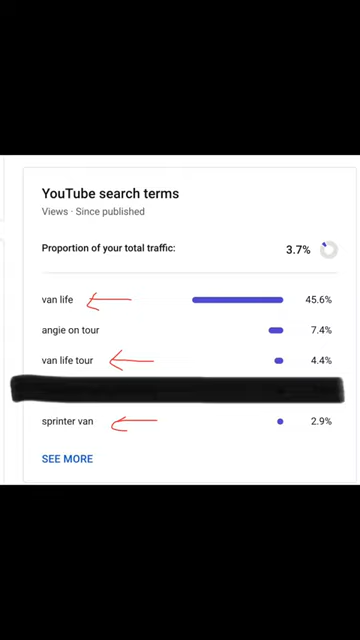 YouTube search terms
Views · Since published
Proportion of your total traffic: 3.7%
van life 45.6%
angie on tour 7.4%
van life tour 4.4%
sprinter van 2.9%
SEE MORE